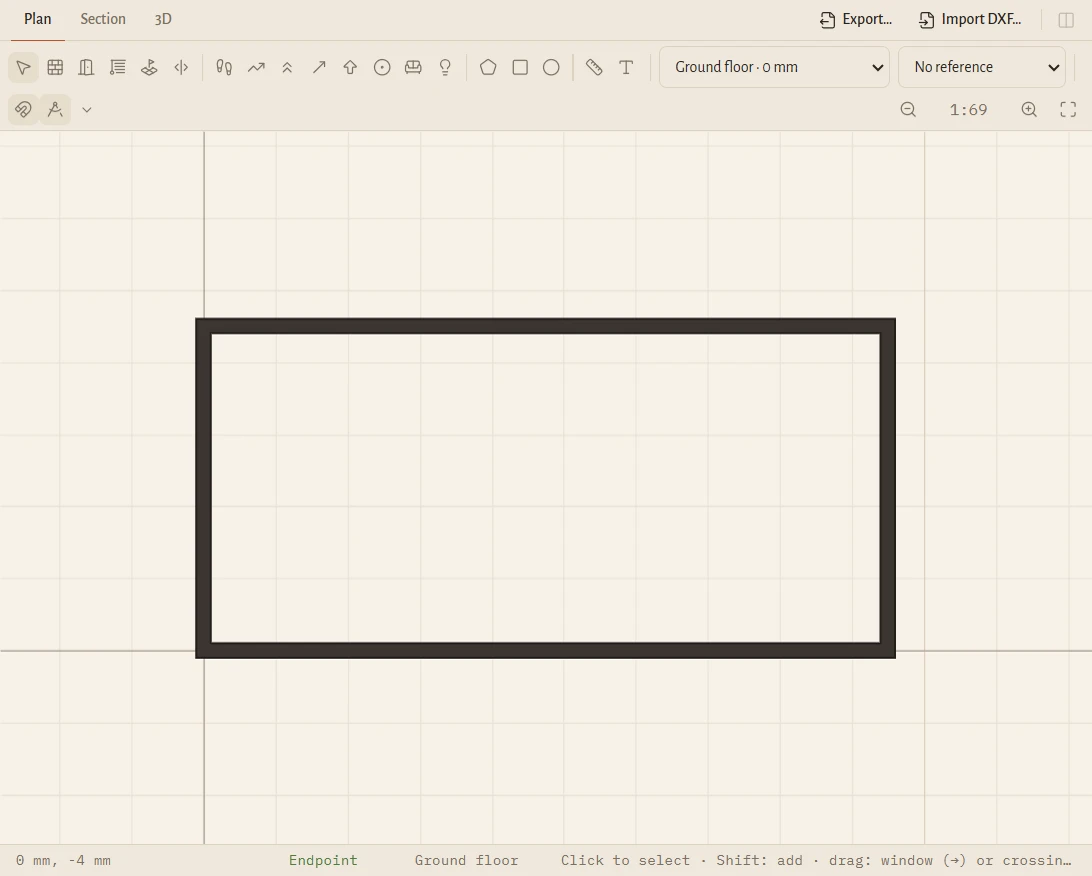 Plan Section 3D Export... Import DXF...
Ground floor · 0 mm No reference
1:69
0 mm, -4 mm Endpoint Ground floor Click to select · Shift: add · drag: window (→) or crossin…